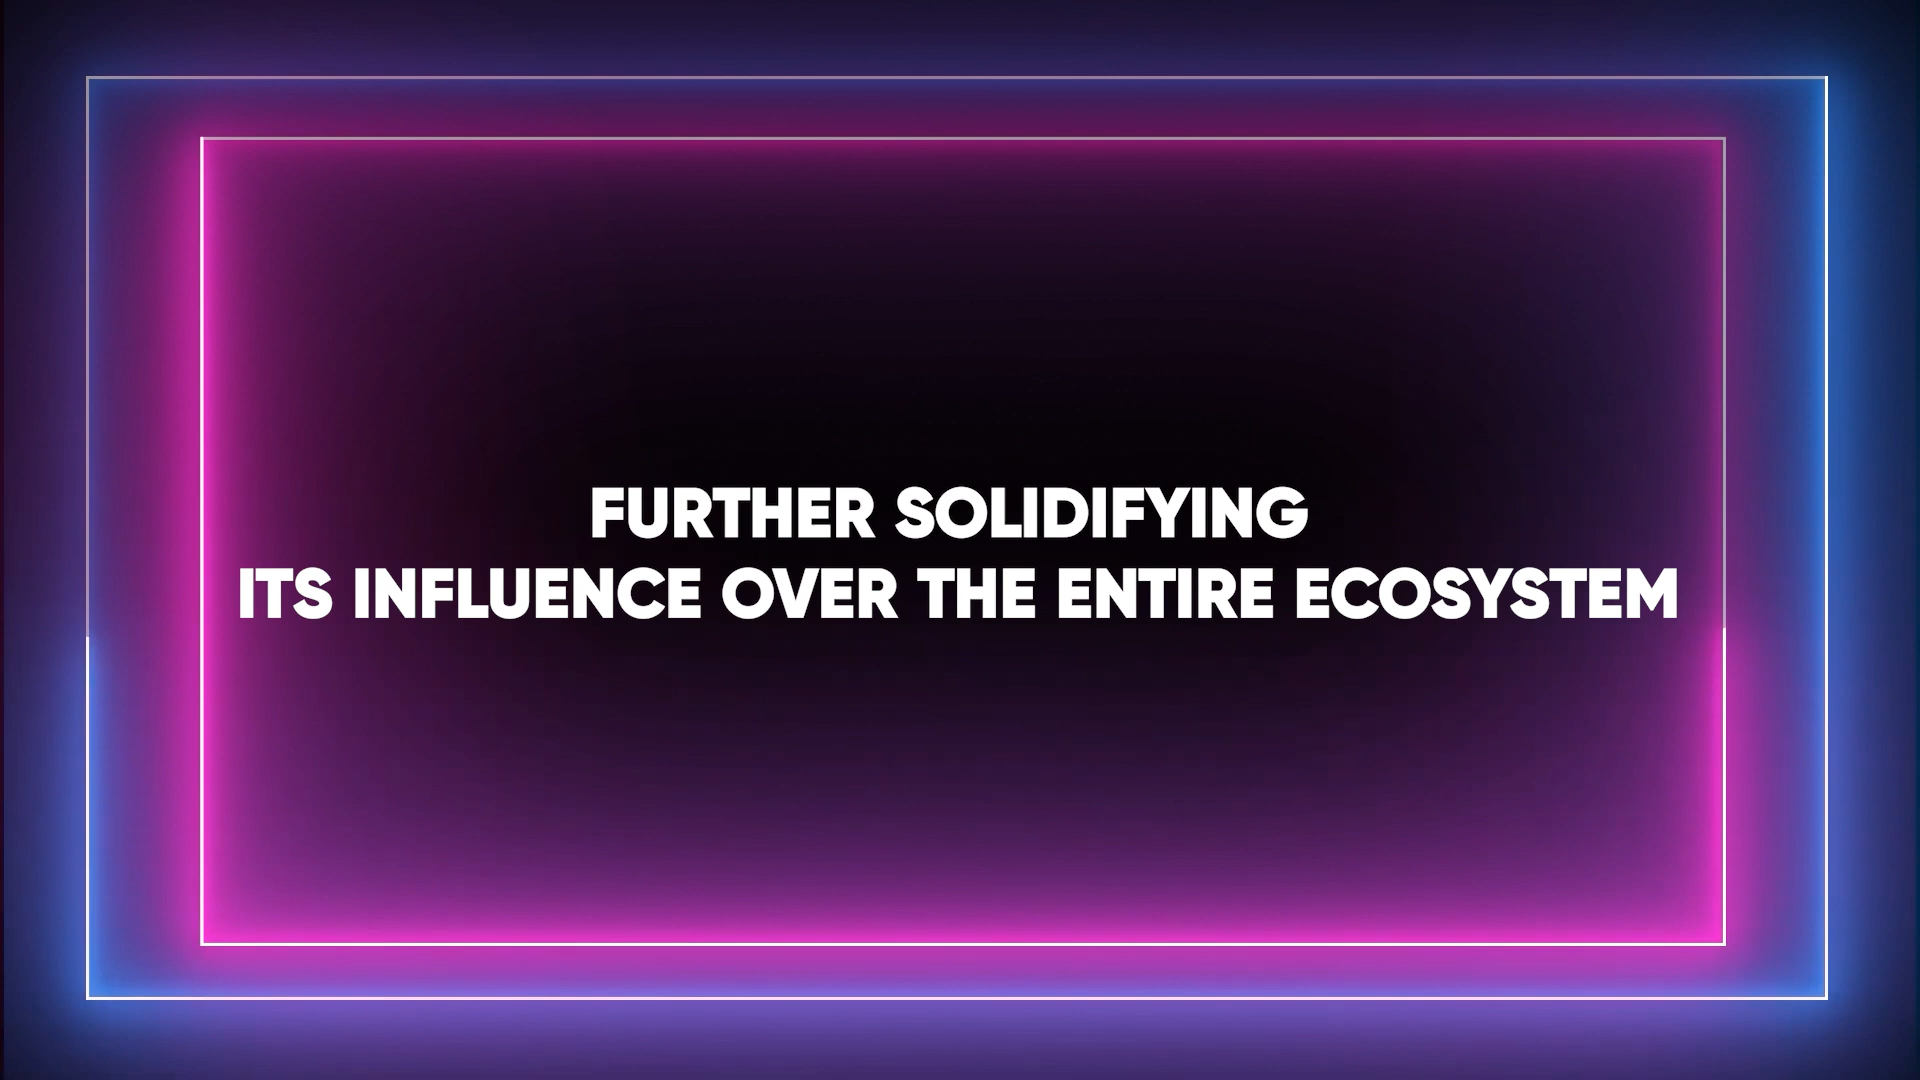 FURTHER SOLIDIFYING
ITS INFLUENCE OVER THE ENTIRE ECOSYSTEM